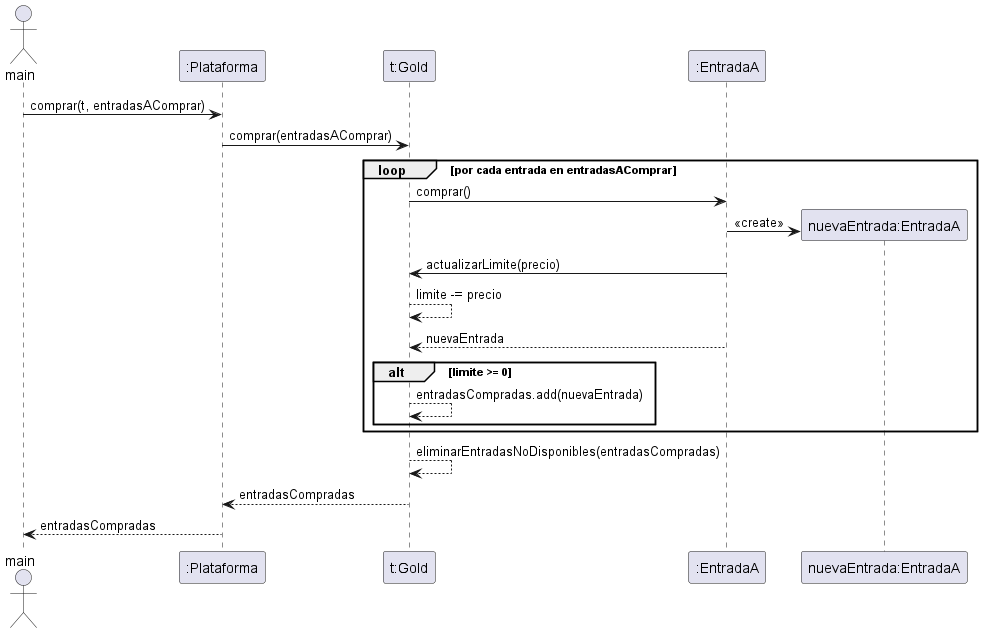 main
:Plataforma
t:Gold
:EntradaA
comprar(t, entradasAComprar)
comprar(entradasAComprar)
loop [por cada entrada en entradasAComprar]
comprar()
«create»
nuevaEntrada:EntradaA
actualizarLimite(precio)
limite -= precio
nuevaEntrada
alt [limite >= 0]
entradasCompradas.add(nuevaEntrada)
eliminarEntradasNoDisponibles(entradasCompradas)
entradasCompradas
entradasCompradas
main
:Plataforma
t:Gold
:EntradaA
nuevaEntrada:EntradaA